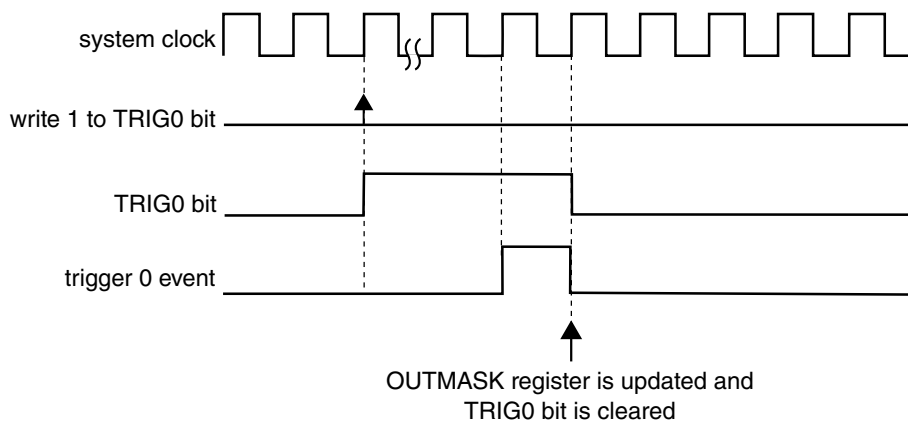 system clock
write 1 to TRIG0 bit
TRIG0 bit
trigger 0 event
OUTMASK register is updated and
TRIG0 bit is cleared